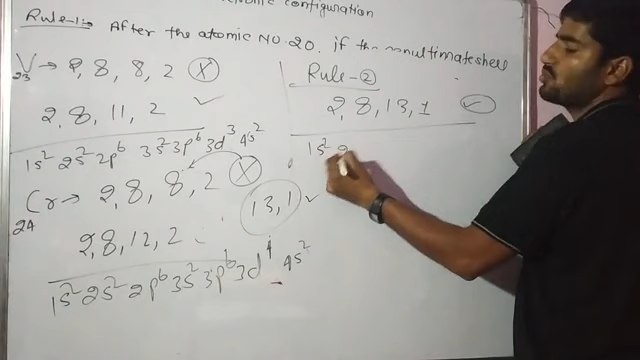 configuration
Rule-1:- After the atomic NO. 20. if the
V → 2, 8, 8, 2 X
23
2, 8, 11, 2 ✓
1s² 2s² 2p⁶ 3s² 3p⁶ 3d³ 4s²
Cr → 2, 8, 8, 2 X
24
13, 1 ✓
2, 8, 12, 2
1s² 2s² 2p⁶ 3s² 3p⁶ 3d⁴ 4s²
Rule-2
2, 8, 13, 1 ✓
1s² 2